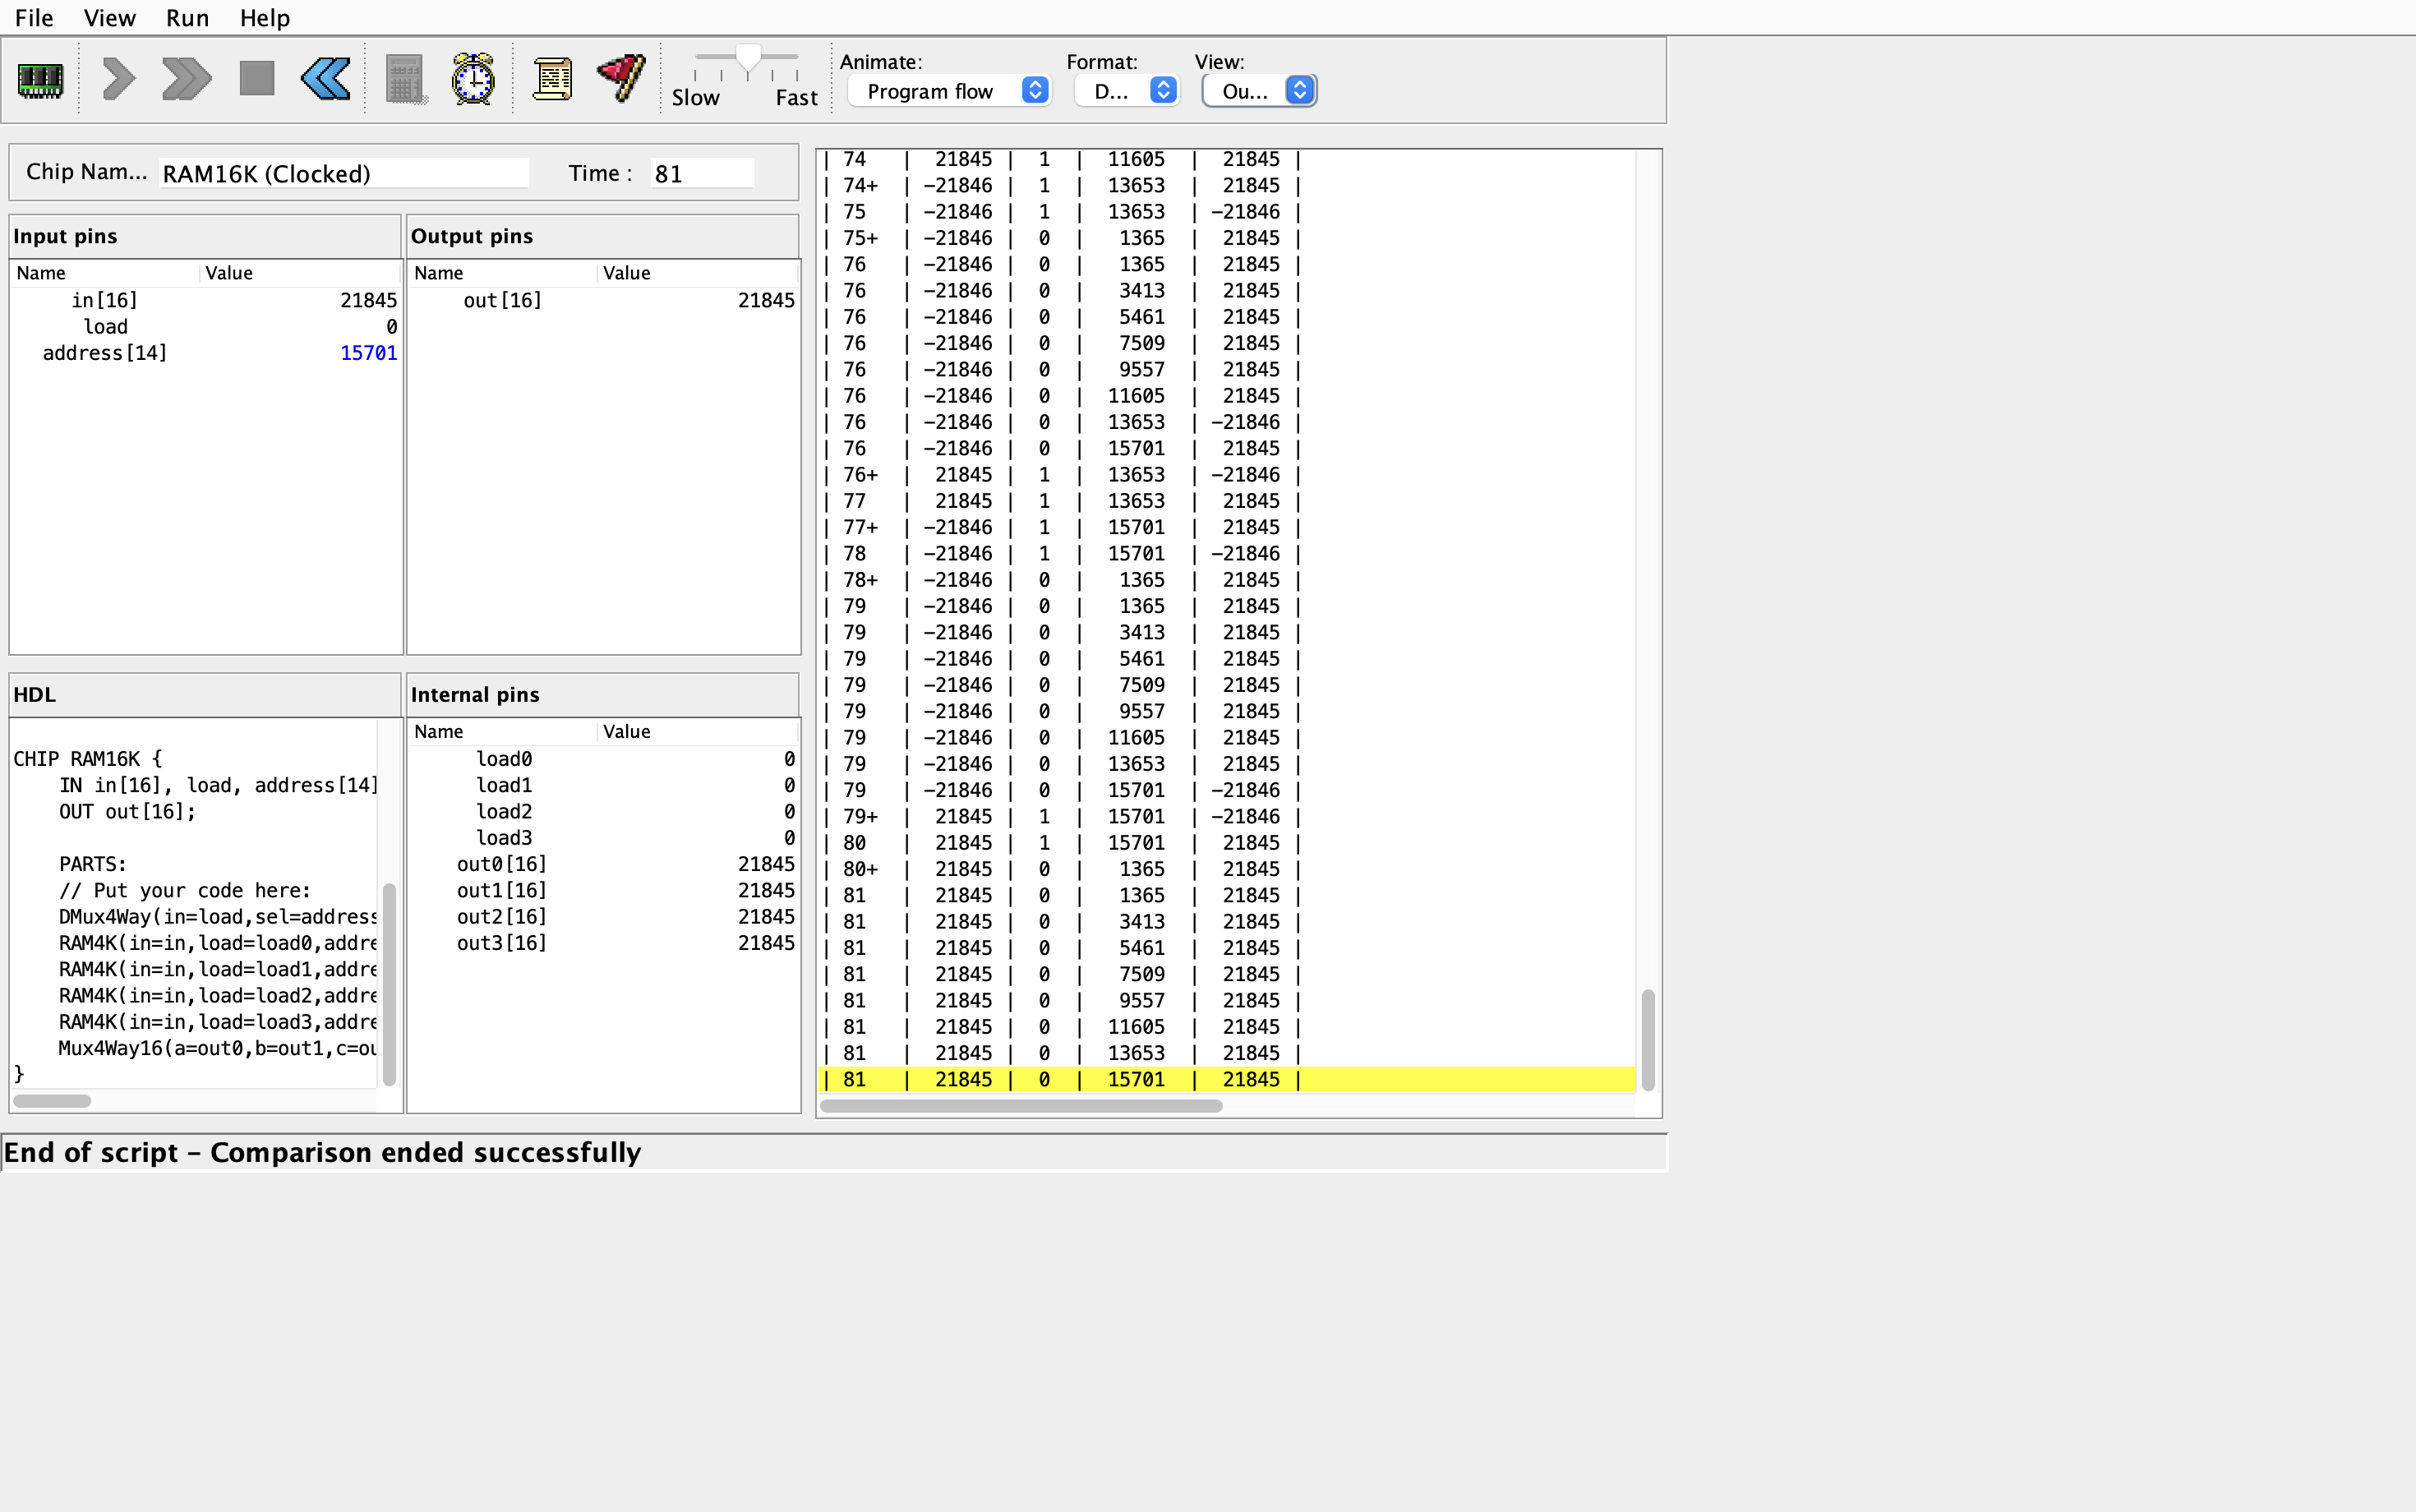 File View Run Help
Animate: Format: View:
Slow Fast Program flow D... Ou...
Chip Nam... RAM16K (Clocked) Time : 81
Input pins
Name Value
in[16] 21845
load 0
address[14] 15701
Output pins
Name Value
out[16] 21845
HDL
CHIP RAM16K {
IN in[16], load, address[14]
OUT out[16];
PARTS:
// Put your code here:
DMux4Way(in=load,sel=address
RAM4K(in=in,load=load0,addre
RAM4K(in=in,load=load1,addre
RAM4K(in=in,load=load2,addre
RAM4K(in=in,load=load3,addre
Mux4Way16(a=out0,b=out1,c=ou
}
Internal pins
Name Value
load0 0
load1 0
load2 0
load3 0
out0[16] 21845
out1[16] 21845
out2[16] 21845
out3[16] 21845
| 74 | 21845 | 1 | 11605 | 21845 |
| 74+ | -21846 | 1 | 13653 | 21845 |
| 75 | -21846 | 1 | 13653 | -21846 |
| 75+ | -21846 | 0 | 1365 | 21845 |
| 76 | -21846 | 0 | 1365 | 21845 |
| 76 | -21846 | 0 | 3413 | 21845 |
| 76 | -21846 | 0 | 5461 | 21845 |
| 76 | -21846 | 0 | 7509 | 21845 |
| 76 | -21846 | 0 | 9557 | 21845 |
| 76 | -21846 | 0 | 11605 | 21845 |
| 76 | -21846 | 0 | 13653 | -21846 |
| 76 | -21846 | 0 | 15701 | 21845 |
| 76+ | 21845 | 1 | 13653 | -21846 |
| 77 | 21845 | 1 | 13653 | 21845 |
| 77+ | -21846 | 1 | 15701 | 21845 |
| 78 | -21846 | 1 | 15701 | -21846 |
| 78+ | -21846 | 0 | 1365 | 21845 |
| 79 | -21846 | 0 | 1365 | 21845 |
| 79 | -21846 | 0 | 3413 | 21845 |
| 79 | -21846 | 0 | 5461 | 21845 |
| 79 | -21846 | 0 | 7509 | 21845 |
| 79 | -21846 | 0 | 9557 | 21845 |
| 79 | -21846 | 0 | 11605 | 21845 |
| 79 | -21846 | 0 | 13653 | 21845 |
| 79 | -21846 | 0 | 15701 | -21846 |
| 79+ | 21845 | 1 | 15701 | -21846 |
| 80 | 21845 | 1 | 15701 | 21845 |
| 80+ | 21845 | 0 | 1365 | 21845 |
| 81 | 21845 | 0 | 1365 | 21845 |
| 81 | 21845 | 0 | 3413 | 21845 |
| 81 | 21845 | 0 | 5461 | 21845 |
| 81 | 21845 | 0 | 7509 | 21845 |
| 81 | 21845 | 0 | 9557 | 21845 |
| 81 | 21845 | 0 | 11605 | 21845 |
| 81 | 21845 | 0 | 13653 | 21845 |
| 81 | 21845 | 0 | 15701 | 21845 |
End of script – Comparison ended successfully